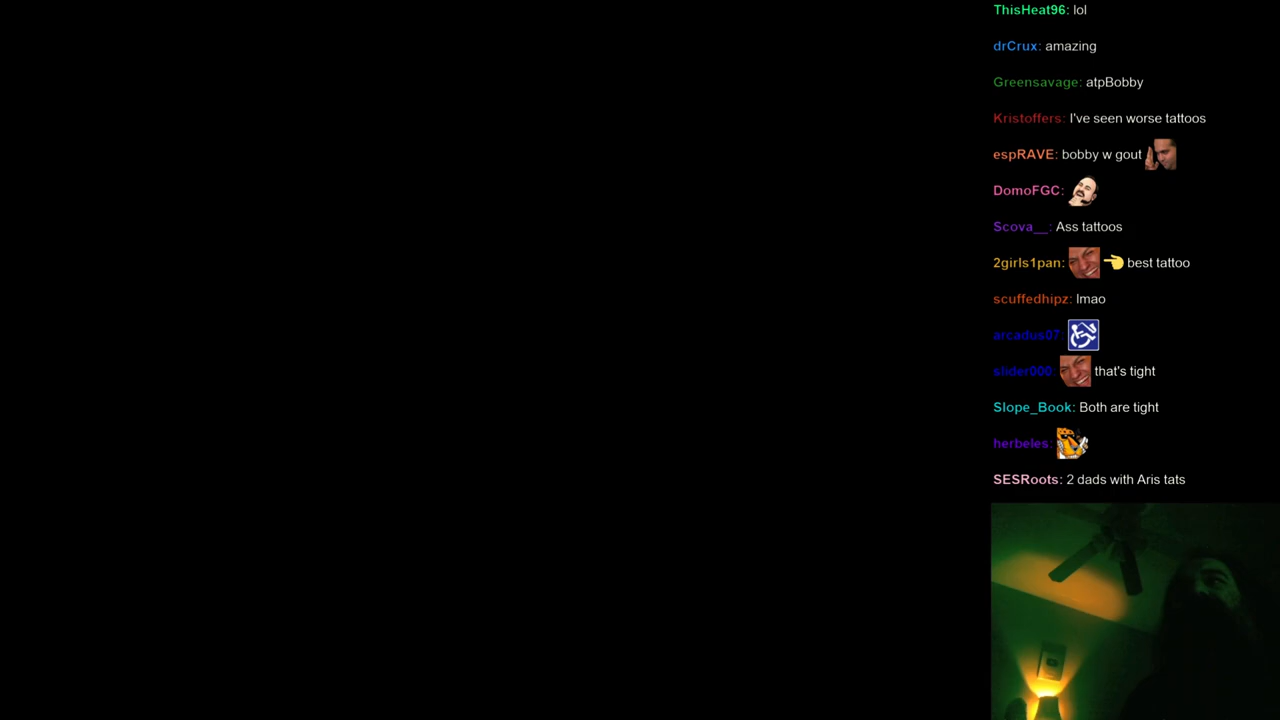 ThisHeat96: lol
drCrux: amazing
Greensavage: atpBobby
Kristoffers: I've seen worse tattoos
espRAVE: bobby w gout
DomoFGC:
Scova__: Ass tattoos
2girls1pan: best tattoo
scuffedhipz: lmao
arcadus07:
slider000: that's tight
Slope_Book: Both are tight
herbeles:
SESRoots: 2 dads with Aris tats